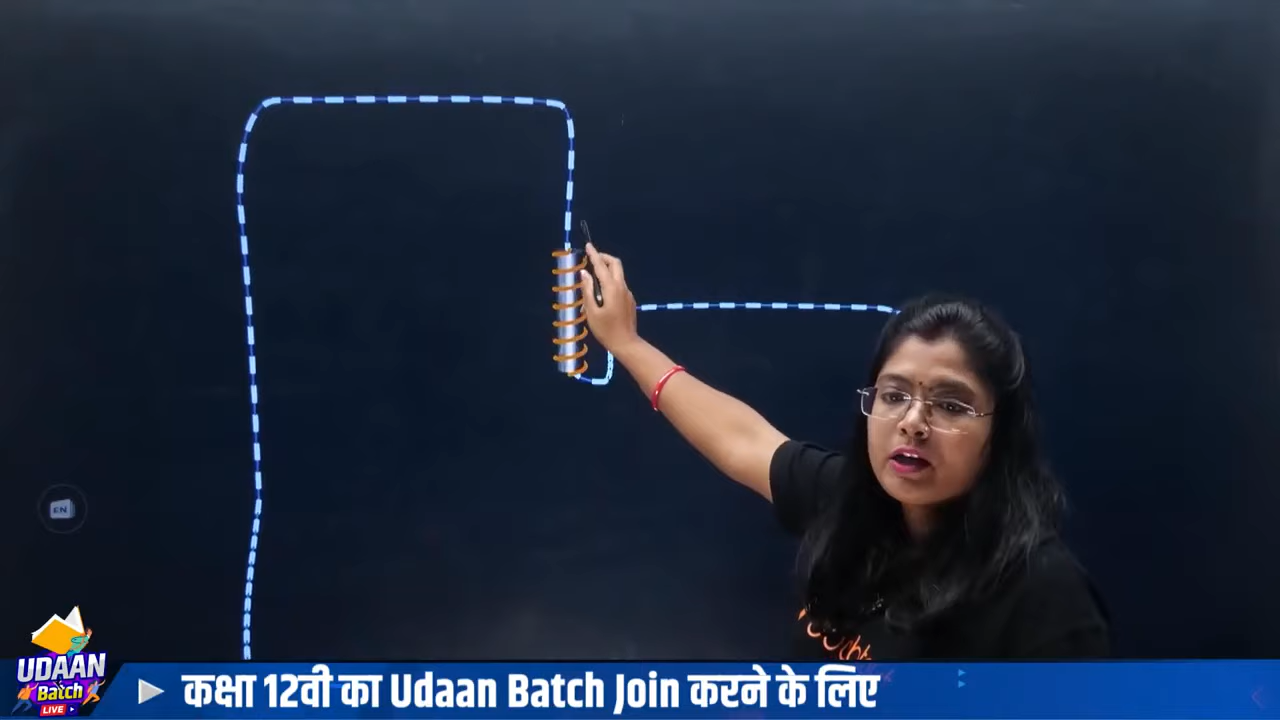 EN
UDAAN
Batch
LIVE
कक्षा 12वी का Udaan Batch Join करने के लिए